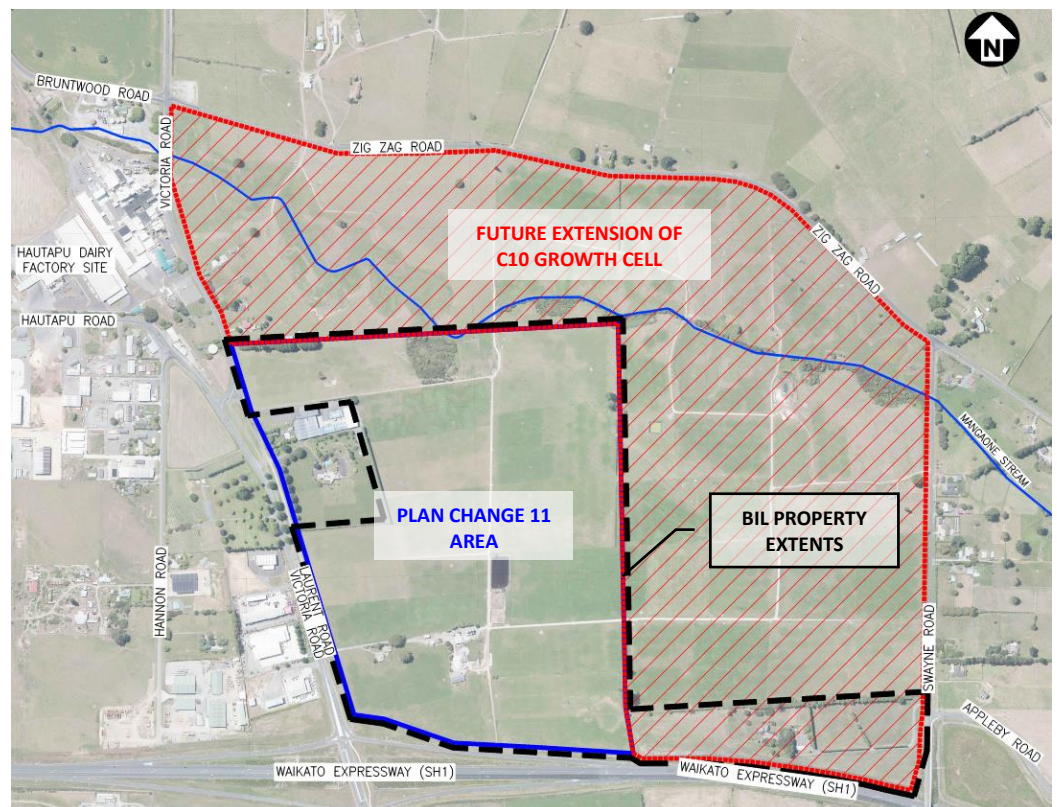 N
BRUNTWOOD ROAD
VICTORIA ROAD
ZIG ZAG ROAD
FUTURE EXTENSION OF
C10 GROWTH CELL
ZIG ZAG ROAD
HAUTAPU DAIRY
FACTORY SITE
HAUTAPU ROAD
MANGAONE STREAM
PLAN CHANGE 11
AREA
BIL PROPERTY
EXTENTS
HANNON ROAD
LAURENT ROAD
VICTORIA ROAD
SWAYNE ROAD
APPLEBY ROAD
WAIKATO EXPRESSWAY (SH1)
WAIKATO EXPRESSWAY (SH1)